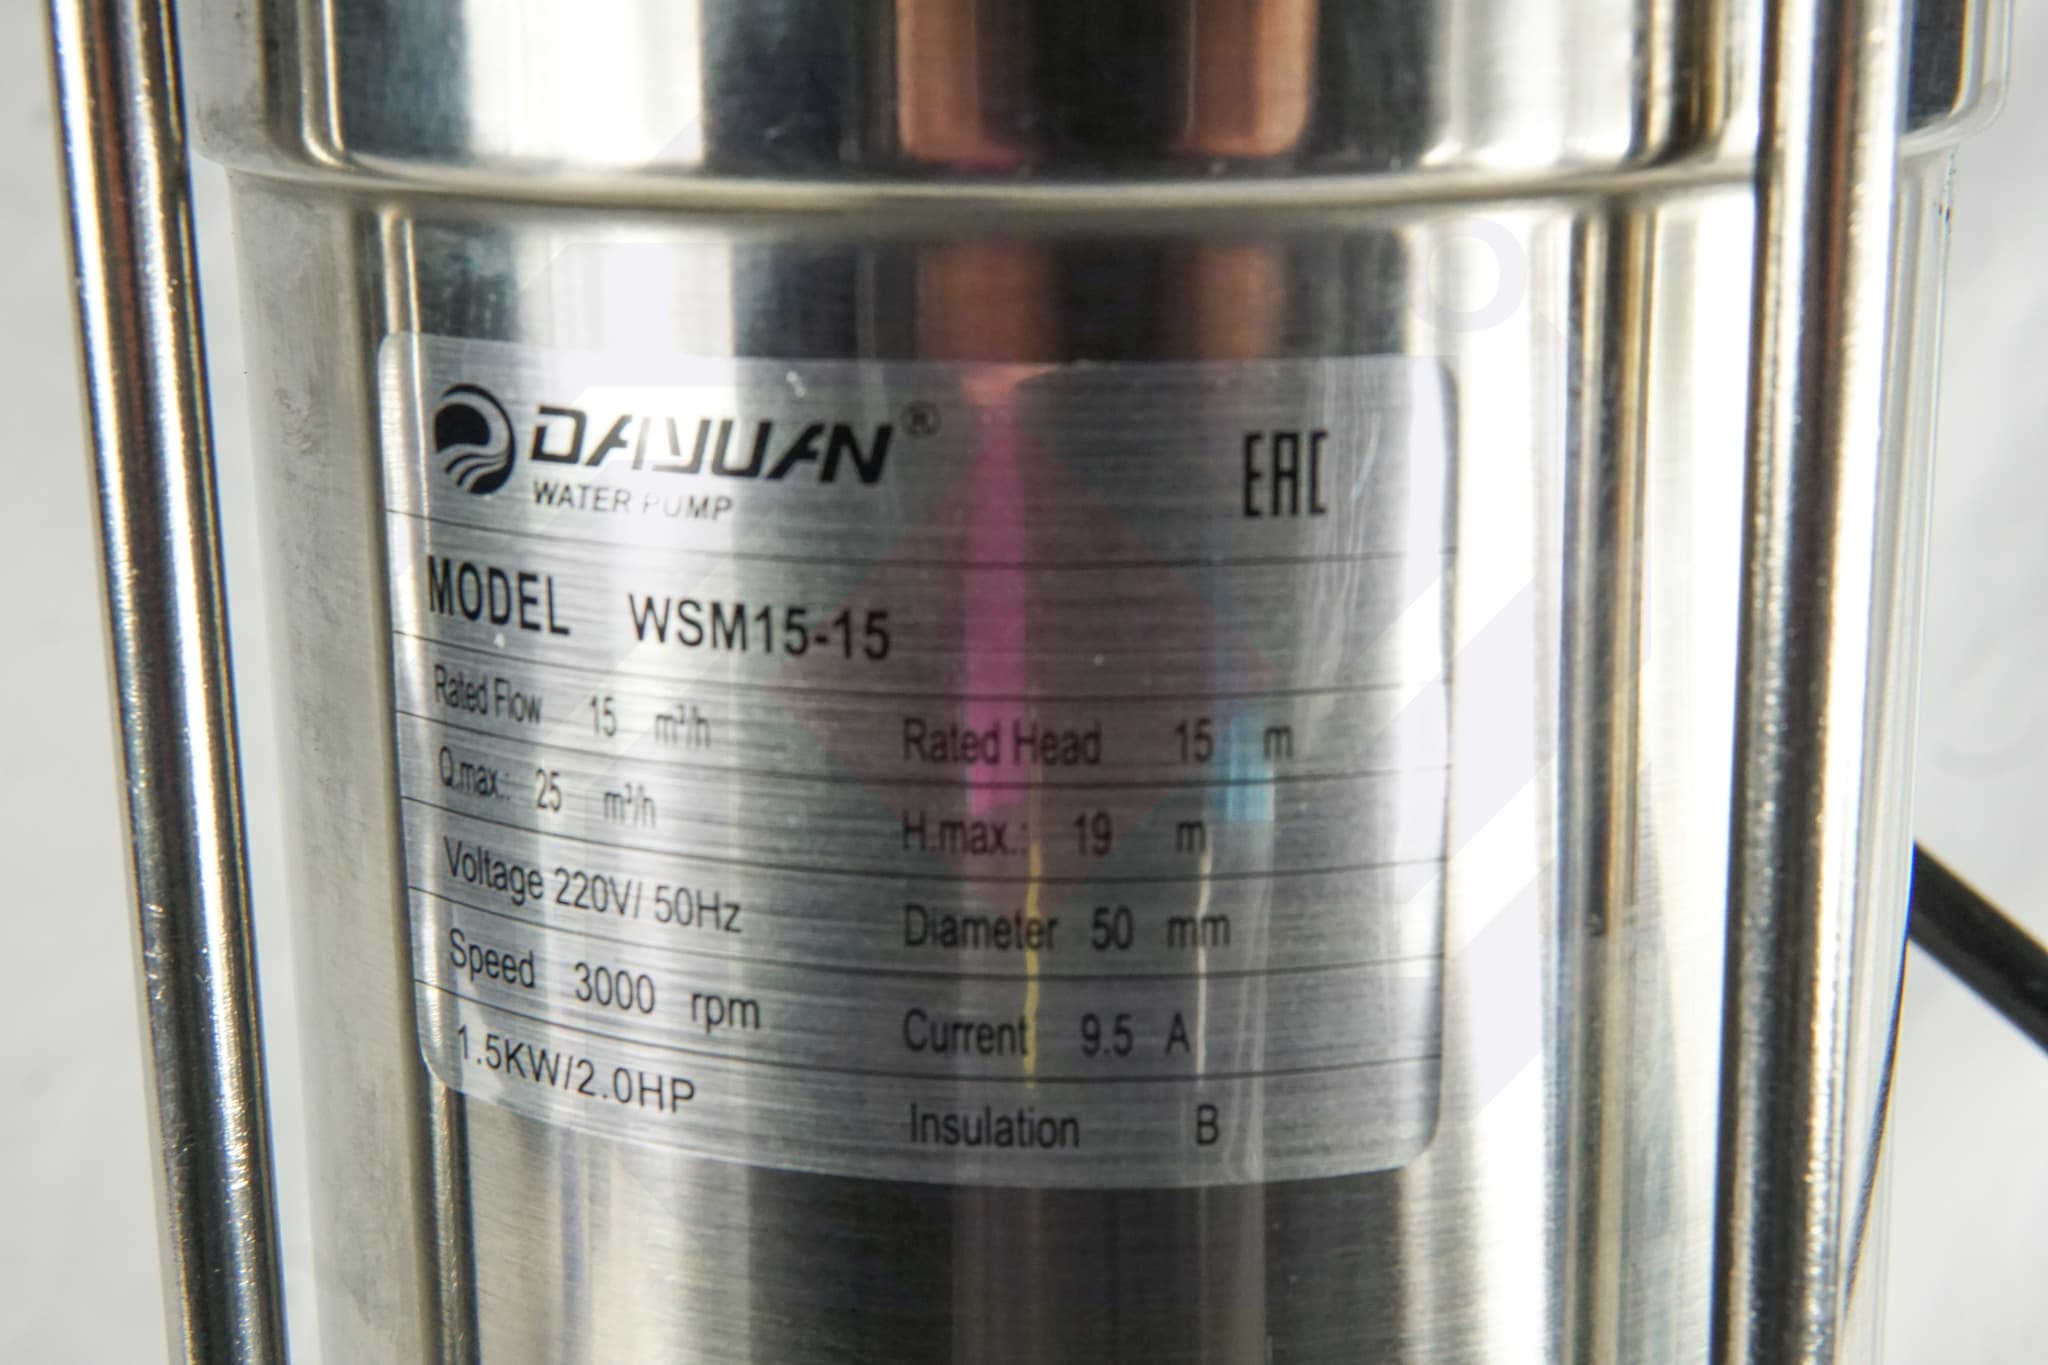 DAYUAN®
WATER PUMP
EAC
MODEL WSM15-15
Rated Flow 15 m³/h Rated Head 15 m
Q.max.: 25 m³/h H.max.: 19 m
Voltage 220V/ 50Hz Diameter 50 mm
Speed 3000 rpm Current 9.5 A
1.5KW/2.0HP Insulation B